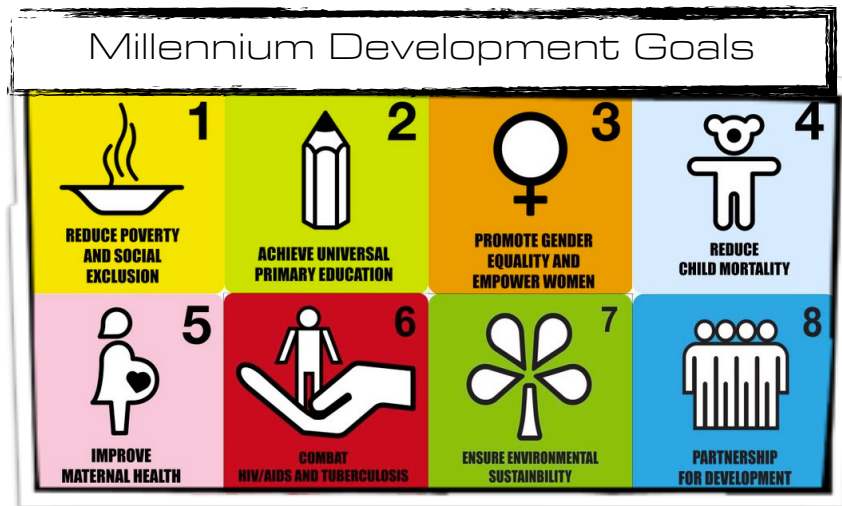 Millennium Development Goals
1
REDUCE POVERTY
AND SOCIAL
EXCLUSION
2
ACHIEVE UNIVERSAL
PRIMARY EDUCATION
3
PROMOTE GENDER
EQUALITY AND
EMPOWER WOMEN
4
REDUCE
CHILD MORTALITY
5
IMPROVE
MATERNAL HEALTH
6
COMBAT
HIV/AIDS AND TUBERCULOSIS
7
ENSURE ENVIRONMENTAL
SUSTAINBILITY
8
PARTNERSHIP
FOR DEVELOPMENT